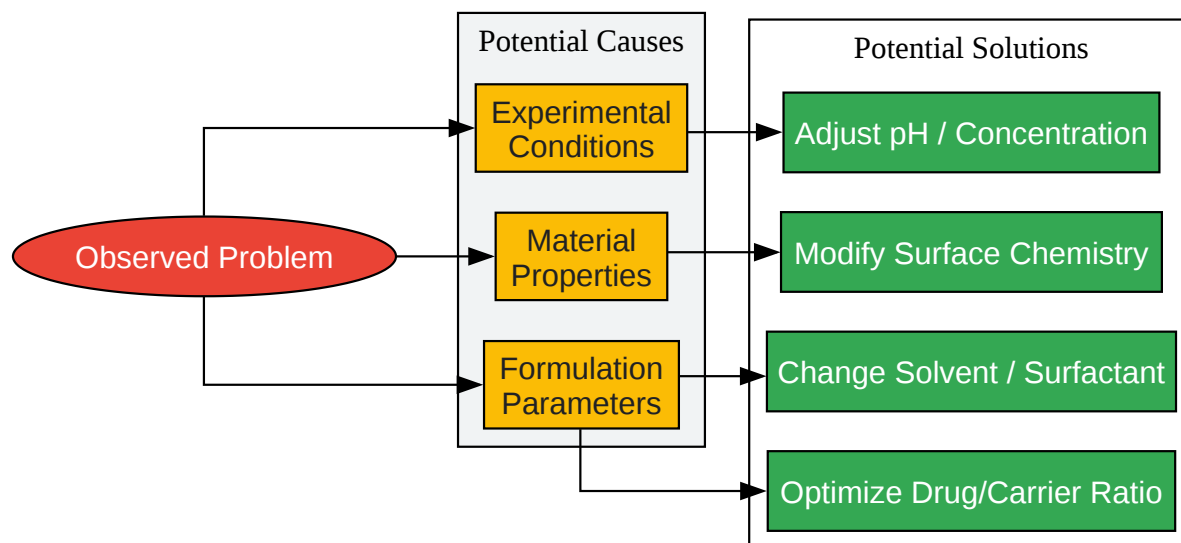 Potential Causes
Potential Solutions
Experimental
Conditions
Adjust pH / Concentration
Observed Problem
Material
Properties
Modify Surface Chemistry
Formulation
Parameters
Change Solvent / Surfactant
Optimize Drug/Carrier Ratio